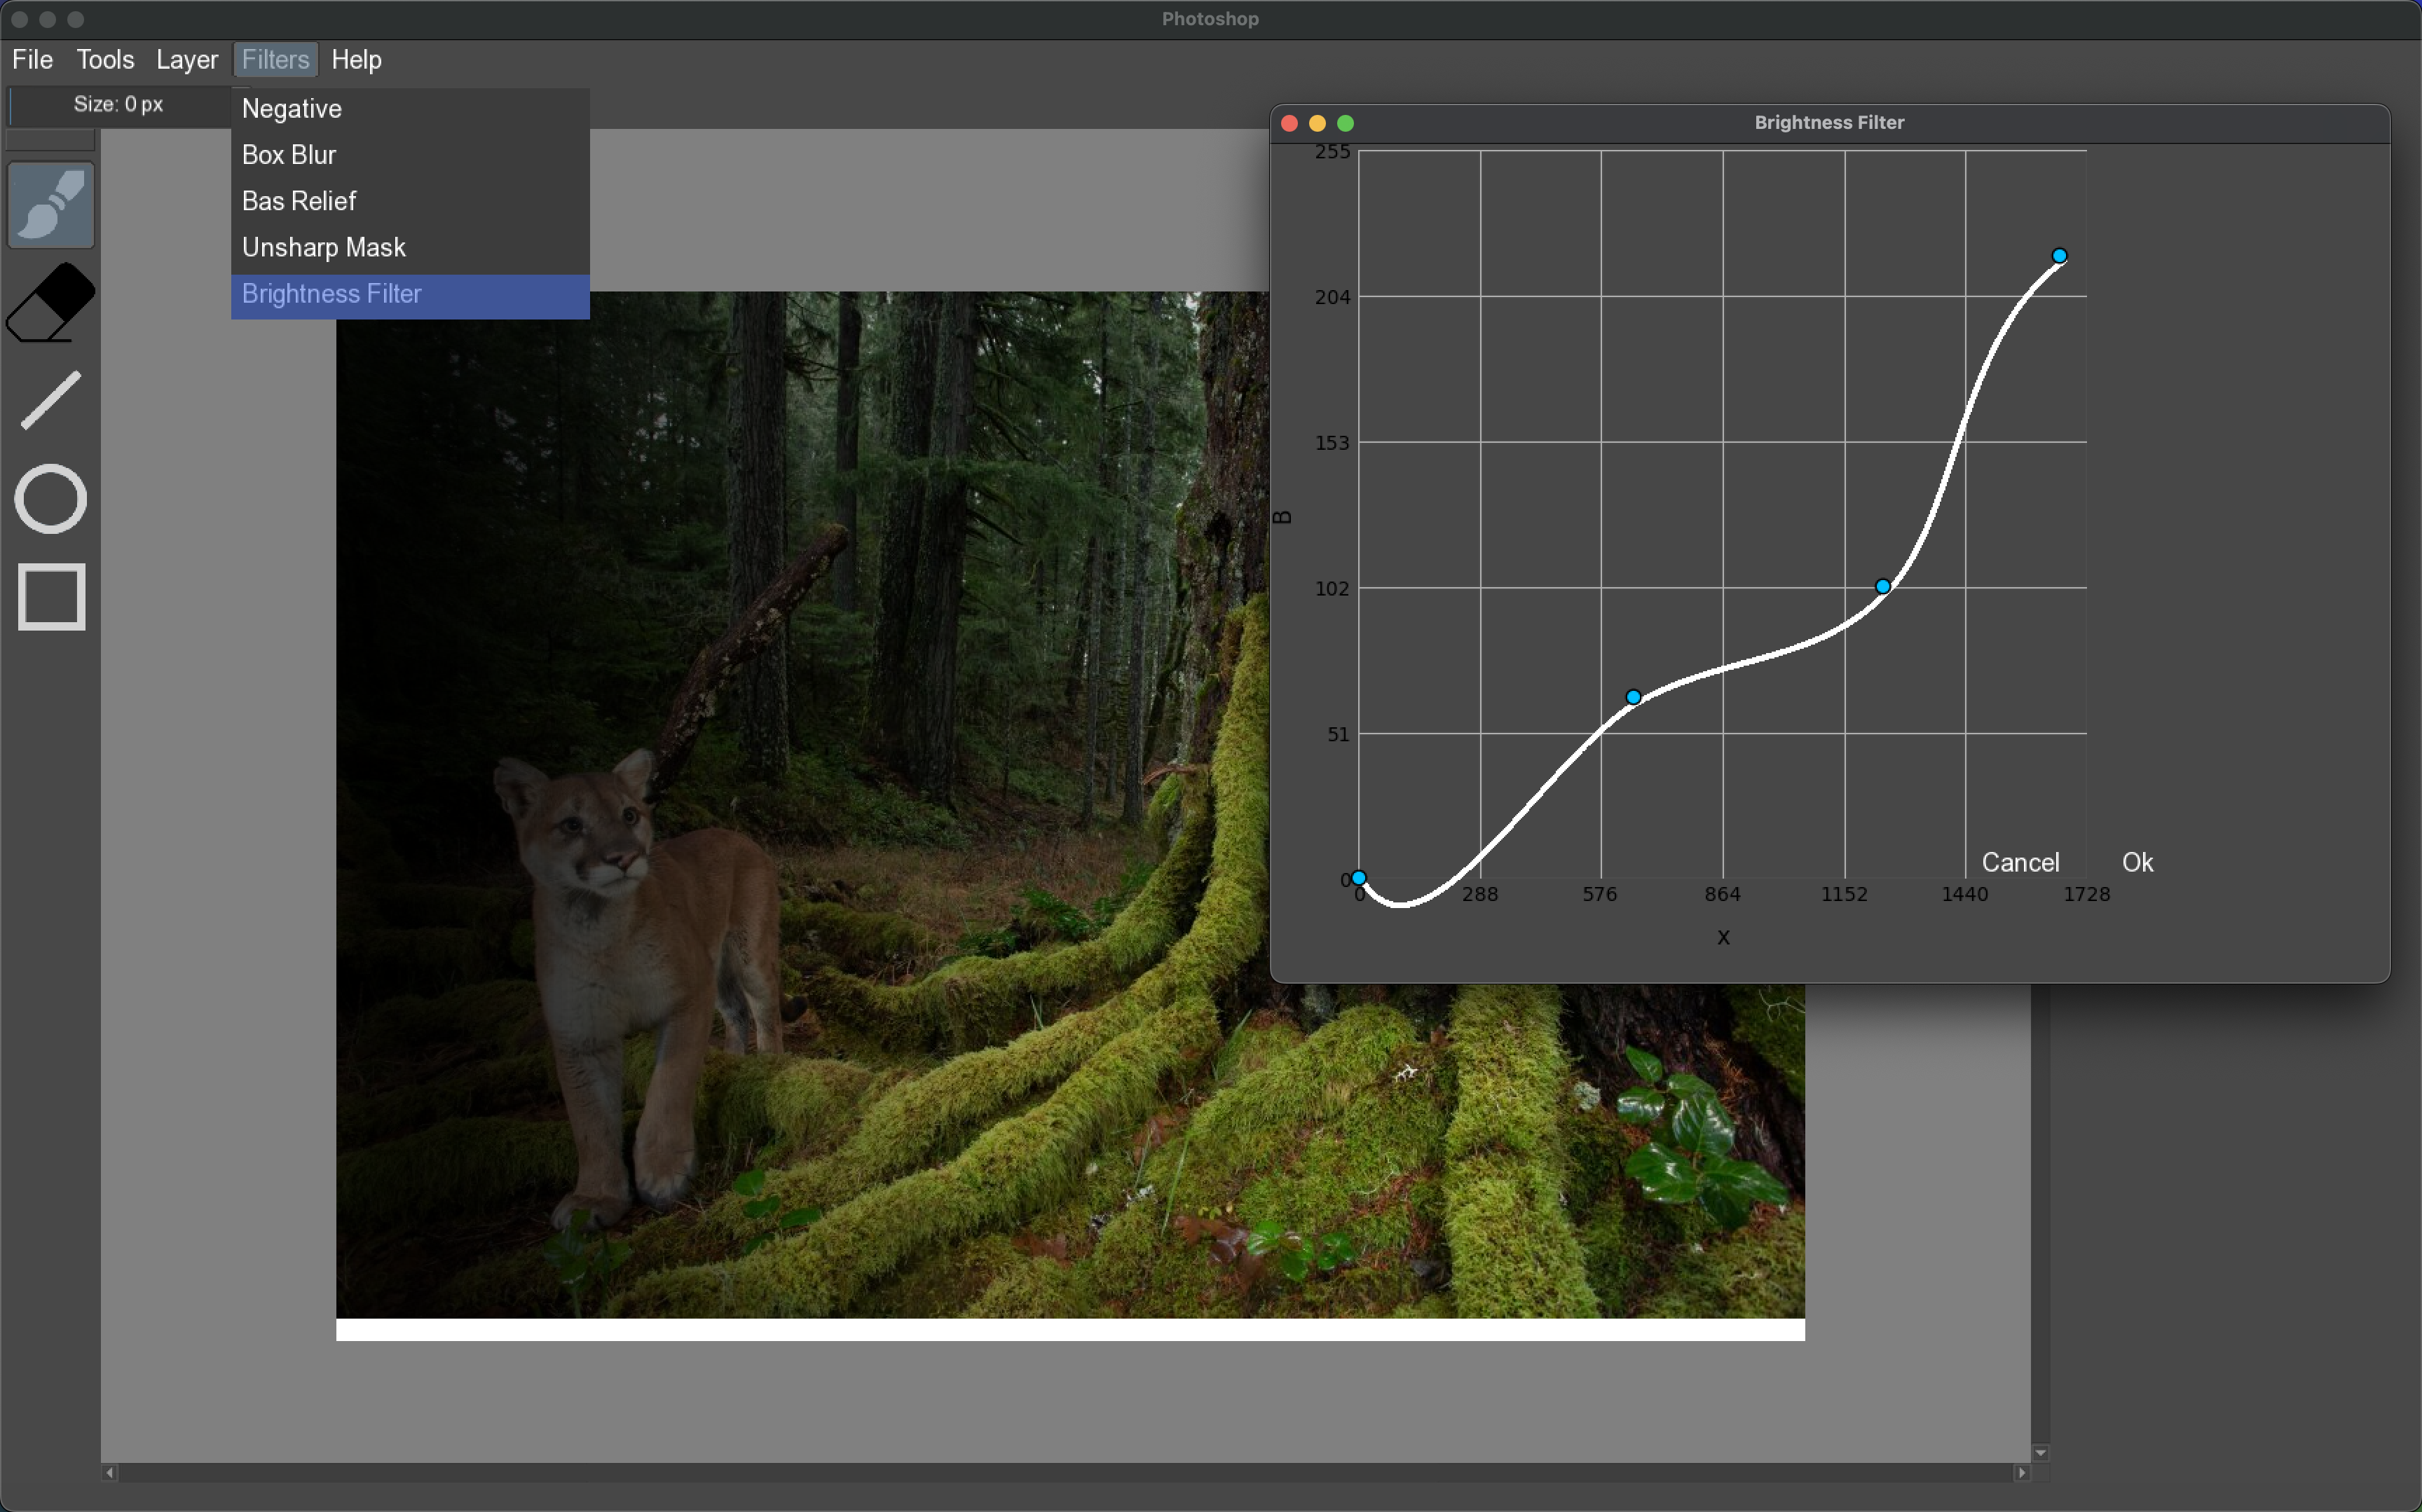 Photoshop
File Tools Layer Filters Help
Size: 0 px
Negative
Box Blur
Bas Relief
Unsharp Mask
Brightness Filter
Brightness Filter
255
204
153
B
102
51
0
Cancel Ok
0 288 576 864 1152 1440 1728
X